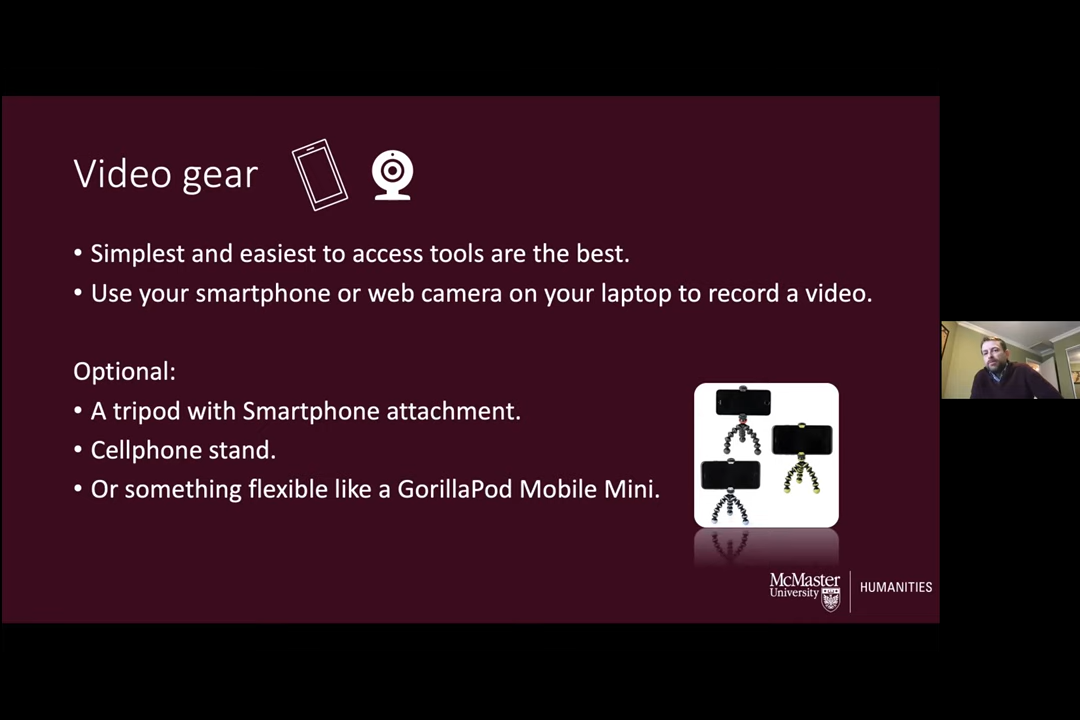 Video gear
• Simplest and easiest to access tools are the best.
• Use your smartphone or web camera on your laptop to record a video.
Optional:
• A tripod with Smartphone attachment.
• Cellphone stand.
• Or something flexible like a GorillaPod Mobile Mini.
McMaster
University
HUMANITIES